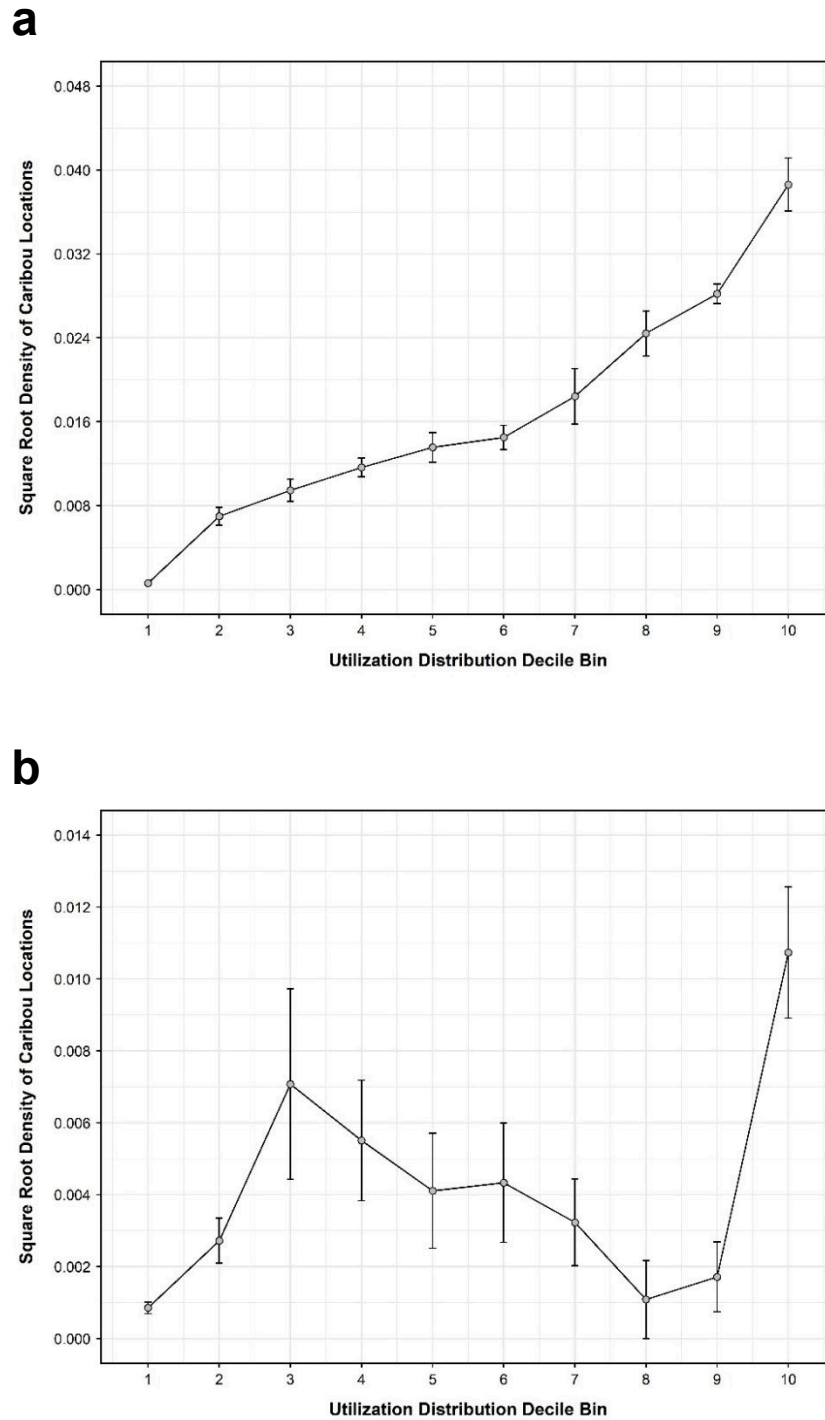 a
Square Root Density of Caribou Locations
0.048
0.040
0.032
0.024
0.016
0.008
0.000
1 2 3 4 5 6 7 8 9 10
Utilization Distribution Decile Bin
b
Square Root Density of Caribou Locations
0.014
0.012
0.010
0.008
0.006
0.004
0.002
0.000
1 2 3 4 5 6 7 8 9 10
Utilization Distribution Decile Bin